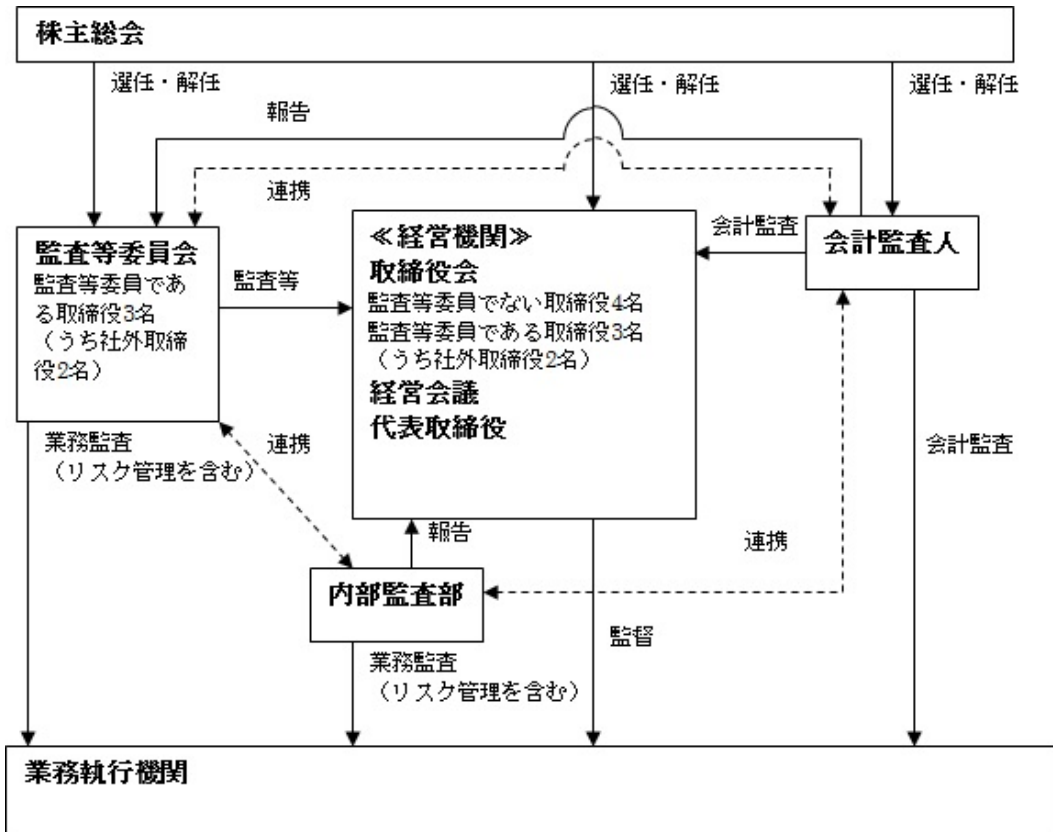 株主総会
選任・解任
選任・解任
選任・解任
報告
連携
監査等委員会
監査等委員であ
る取締役3名
（うち社外取締
役2名）
監査等
≪経営機関≫
取締役会
監査等委員でない取締役4名
監査等委員である取締役3名
（うち社外取締役2名）
経営会議
代表取締役
会計監査
会計監査人
業務監査
（リスク管理を含む）
連携
会計監査
報告
連携
内部監査部
監督
業務監査
（リスク管理を含む）
業務執行機関